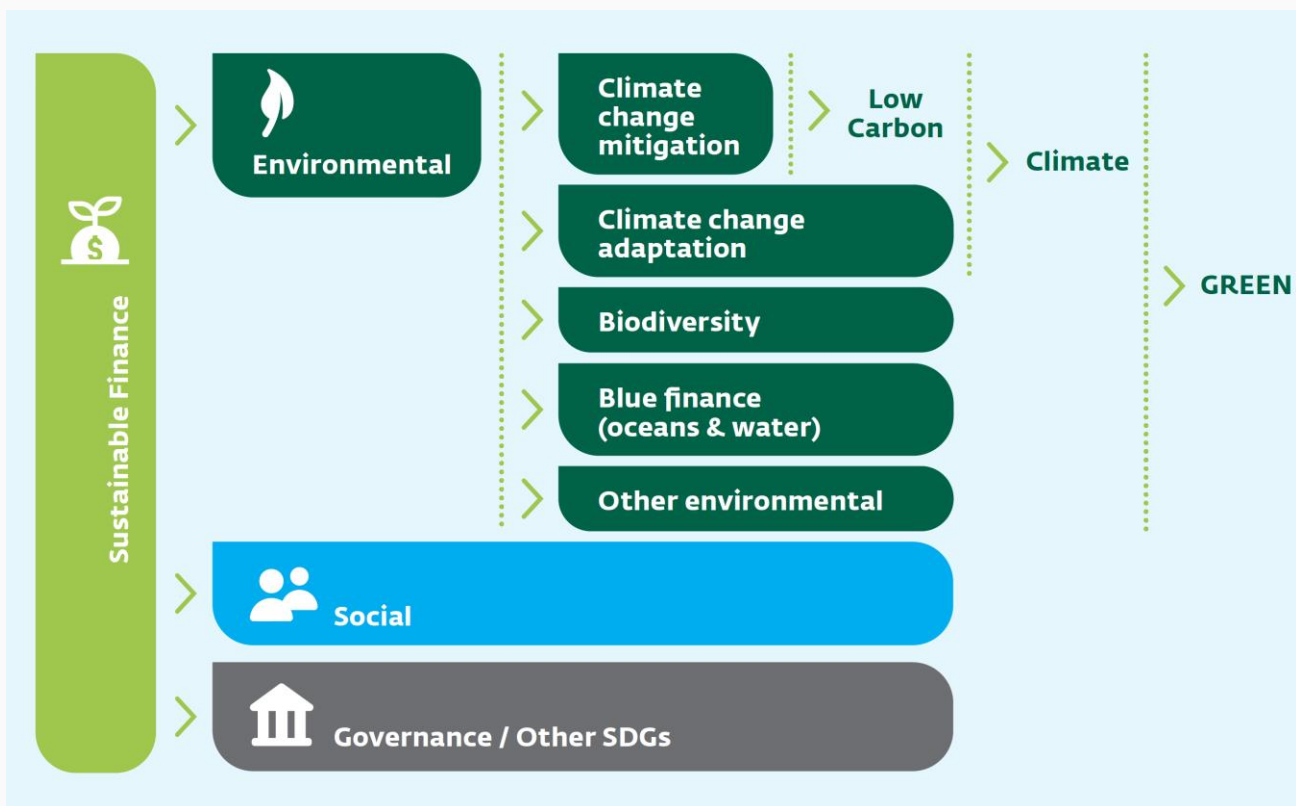 Sustainable Finance
$
Environmental
Climate
change
mitigation
Low
Carbon
Climate
GREEN
Climate change
adaptation
Biodiversity
Blue finance
(oceans & water)
Other environmental
Social
Governance / Other SDGs